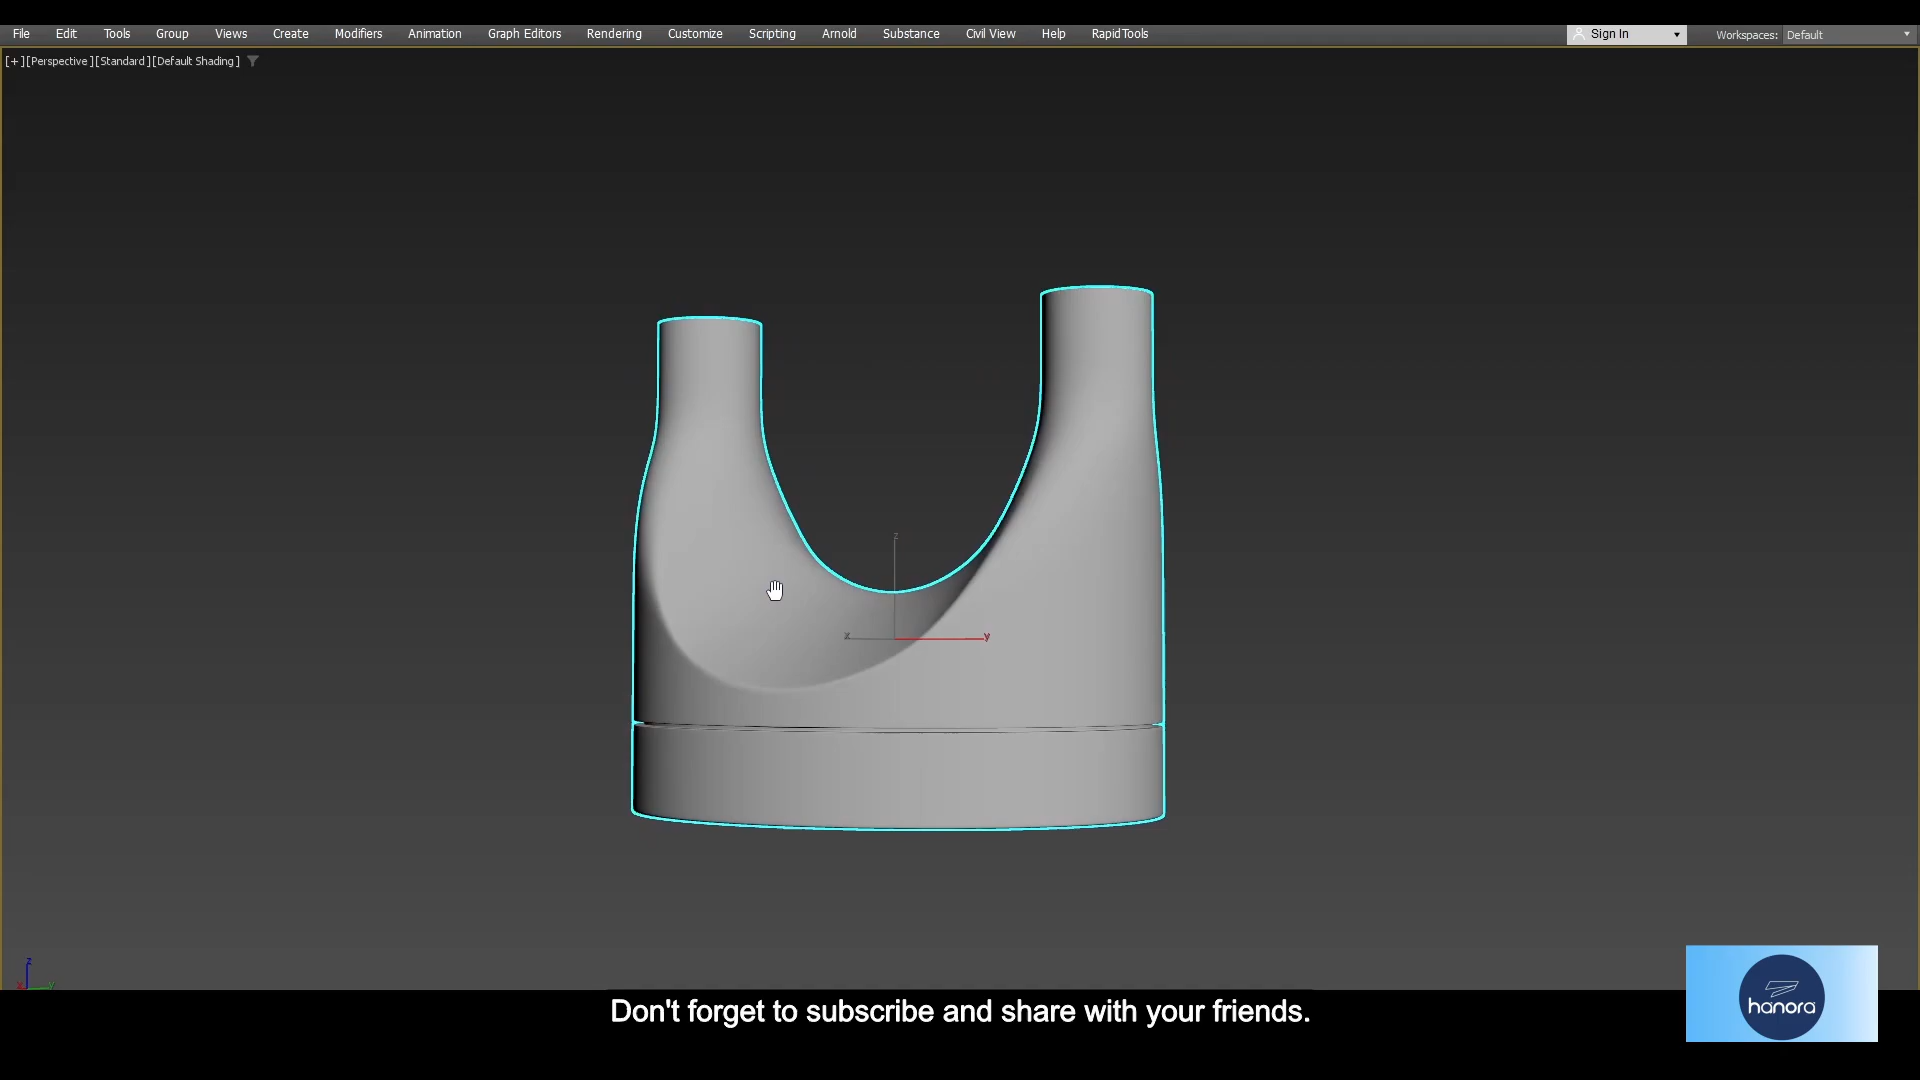 File Edit Tools Group Views Create Modifiers Animation Graph Editors Rendering Customize Scripting Arnold Substance Civil View Help RapidTools Sign In Workspaces: Default
[+][Perspective][Standard][Default Shading]
z
x y
z
x y
Don't forget to subscribe and share with your friends.
hanora